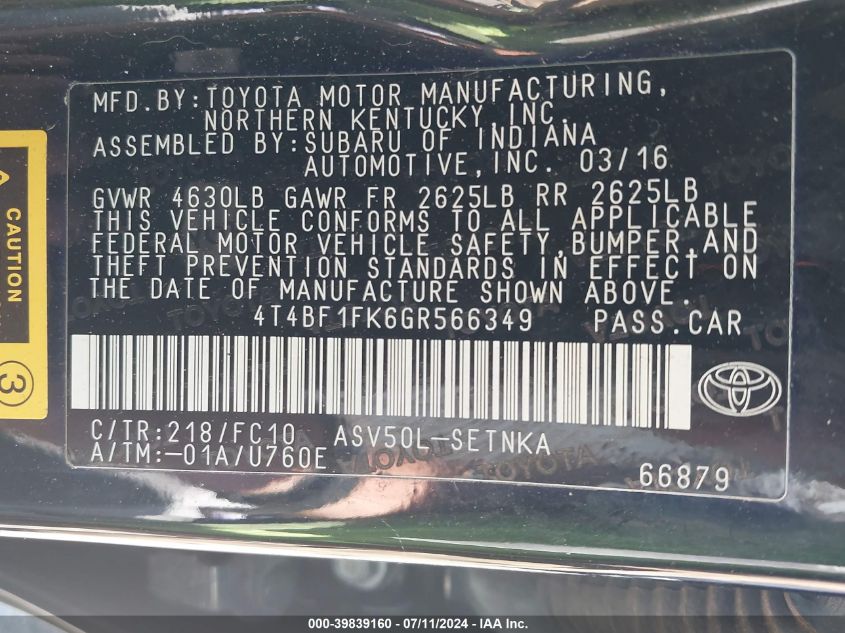 MFD.BY:TOYOTA MOTOR MANUFACTURING,
NORTHERN KENTUCKY,INC.
ASSEMBLED BY:SUBARU OF INDIANA
AUTOMOTIVE,INC. 03/16
GVWR 4630LB GAWR FR 2625LB RR 2625LB
THIS VEHICLE CONFORMS TO ALL APPLICABLE
FEDERAL MOTOR VEHICLE SAFETY,BUMPER,AND
THEFT PREVENTION STANDARDS IN EFFECT ON
THE DATE OF MANUFACTURE SHOWN ABOVE.
4T4BF1FK6GR566349 PASS.CAR
C/TR:218/FC10 ASV50L-SETNKA
A/TM:-01A/U760E
66879
CAUTION
3
000-39839160 - 07/11/2024 - IAA Inc.